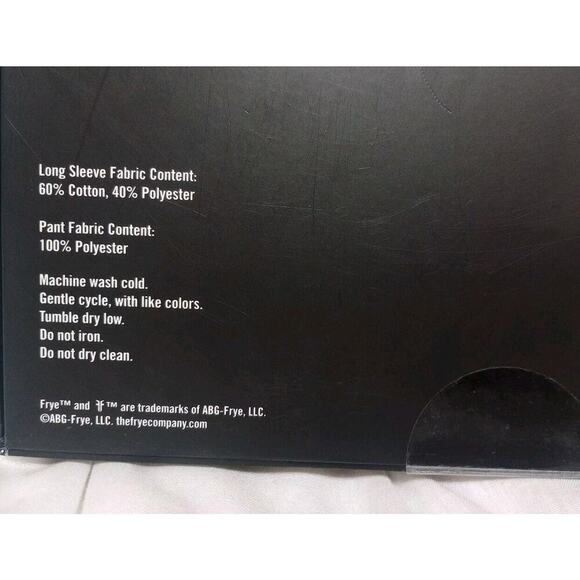 Long Sleeve Fabric Content:
60% Cotton, 40% Polyester
Pant Fabric Content:
100% Polyester
Machine wash cold.
Gentle cycle, with like colors.
Tumble dry low.
Do not iron.
Do not dry clean.
Frye™ and ™ are trademarks of ABG-Frye, LLC.
©ABG-Frye, LLC. thefryecompany.com